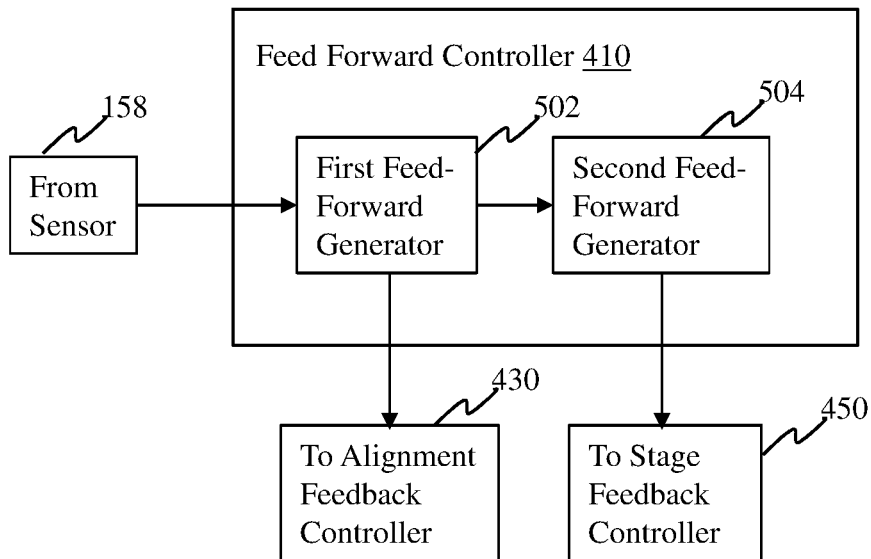 Feed Forward Controller 410
158
502
504
From
Sensor
First Feed-
Forward
Generator
Second Feed-
Forward
Generator
430
450
To Alignment
Feedback
Controller
To Stage
Feedback
Controller